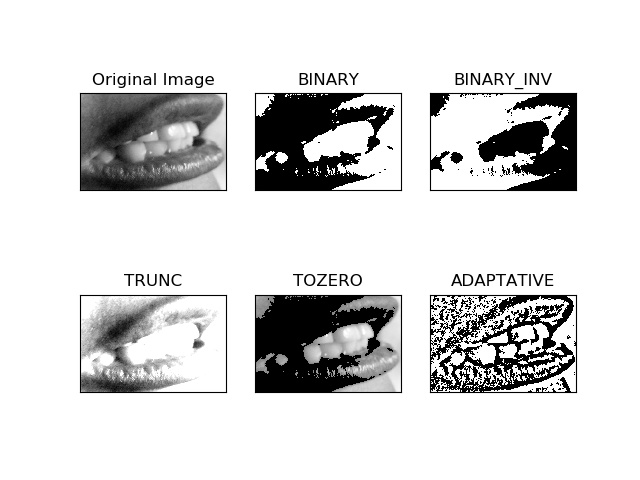 Original Image
BINARY
BINARY_INV
TRUNC
TOZERO
ADAPTATIVE